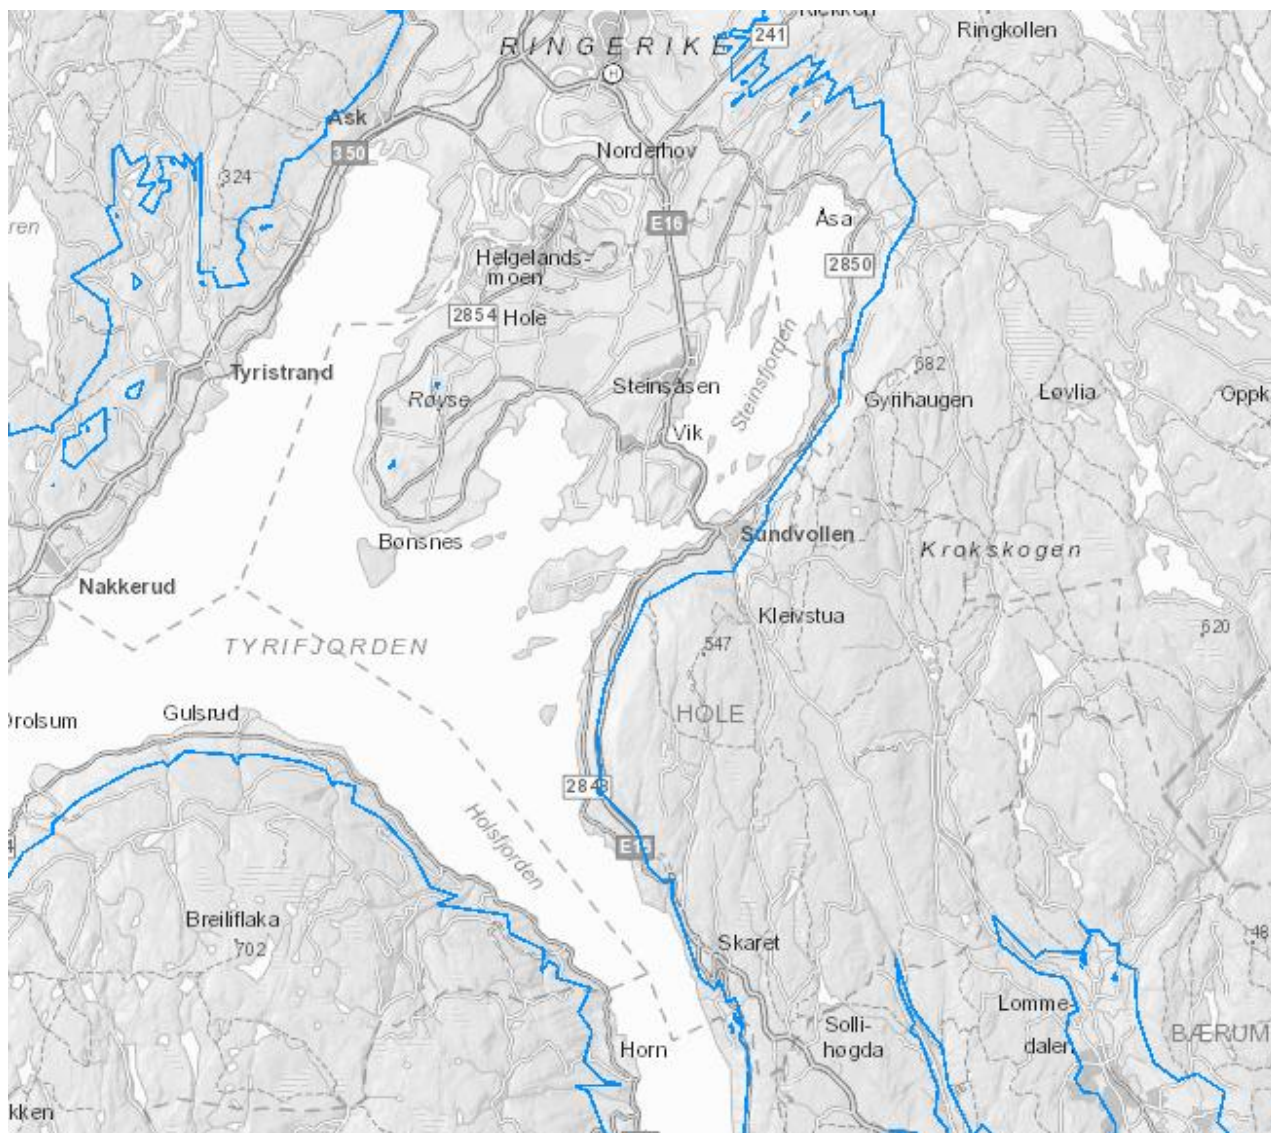 Klekken
241
Ringkollen
RINGERIKE
H
Ask
350
Norderhov
324
ren
E16
Åsa
2850
Helgelands-
moen
2854
Hole
Steinsfjorden
682
Tyristrand
Steinsåsen
Røyse
Gyrihaugen
Løvlia
Oppk
Vik
Sundvollen
Bønsnes
Krokskogen
Nakkerud
Kleivstua
620
TYRIFJORDEN
547
HOLE
Gulsrud
Drolsum
2843
Holsfjorden
E16
Breiliflaka
702
Skaret
48
Lomme-
dalen
Solli-
høgda
BÆRUM
Horn
kken